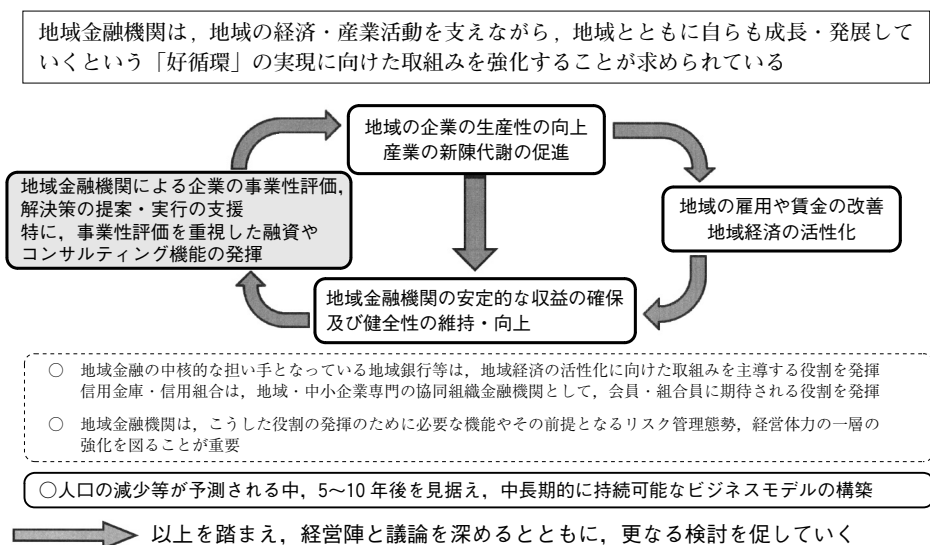 地域金融機関は，地域の経済・産業活動を支えながら，地域とともに自らも成長・発展して
いくという「好循環」の実現に向けた取組みを強化することが求められている
地域の企業の生産性の向上
産業の新陳代謝の促進
地域金融機関による企業の事業性評価，
解決策の提案・実行の支援
特に，事業性評価を重視した融資や
コンサルティング機能の発揮
地域の雇用や賃金の改善
地域経済の活性化
地域金融機関の安定的な収益の確保
及び健全性の維持・向上
○　地域金融の中核的な担い手となっている地域銀行等は，地域経済の活性化に向けた取組みを主導する役割を発揮
信用金庫・信用組合は，地域・中小企業専門の協同組織金融機関として，会員・組合員に期待される役割を発揮
○　地域金融機関は，こうした役割の発揮のために必要な機能やその前提となるリスク管理態勢，経営体力の一層の
強化を図ることが重要
○人口の減少等が予測される中，5～10 年後を見据え，中長期的に持続可能なビジネスモデルの構築
以上を踏まえ，経営陣と議論を深めるとともに，更なる検討を促していく